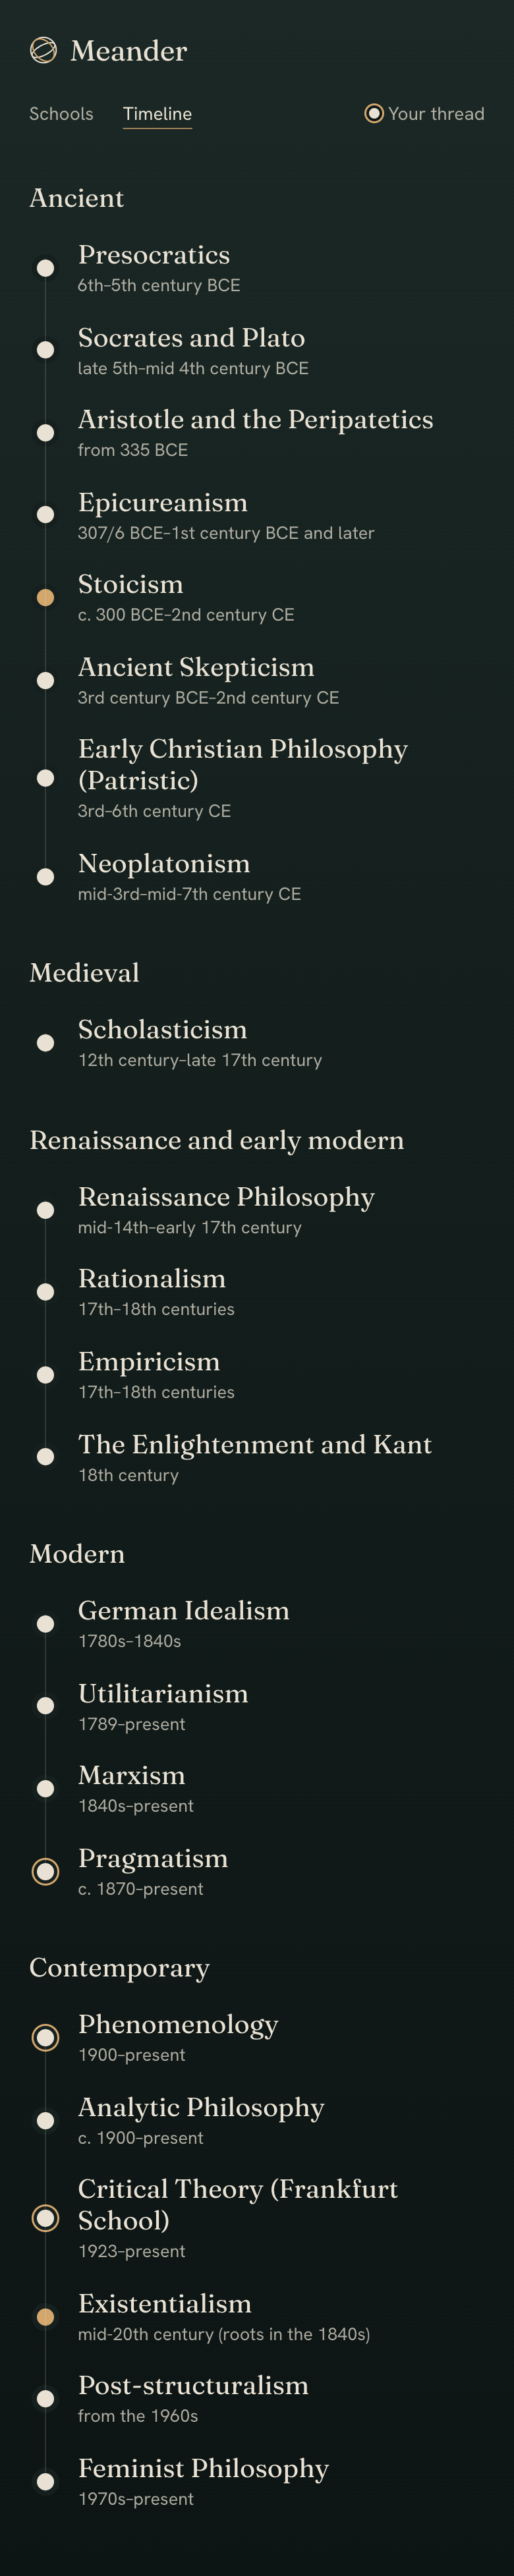 Meander
Schools Timeline Your thread
Ancient
Presocratics
6th–5th century BCE
Socrates and Plato
late 5th–mid 4th century BCE
Aristotle and the Peripatetics
from 335 BCE
Epicureanism
307/6 BCE–1st century BCE and later
Stoicism
c. 300 BCE–2nd century CE
Ancient Skepticism
3rd century BCE–2nd century CE
Early Christian Philosophy
(Patristic)
3rd–6th century CE
Neoplatonism
mid-3rd–mid-7th century CE
Medieval
Scholasticism
12th century–late 17th century
Renaissance and early modern
Renaissance Philosophy
mid-14th–early 17th century
Rationalism
17th–18th centuries
Empiricism
17th–18th centuries
The Enlightenment and Kant
18th century
Modern
German Idealism
1780s–1840s
Utilitarianism
1789–present
Marxism
1840s–present
Pragmatism
c. 1870–present
Contemporary
Phenomenology
1900–present
Analytic Philosophy
c. 1900–present
Critical Theory (Frankfurt
School)
1923–present
Existentialism
mid-20th century (roots in the 1840s)
Post-structuralism
from the 1960s
Feminist Philosophy
1970s–present